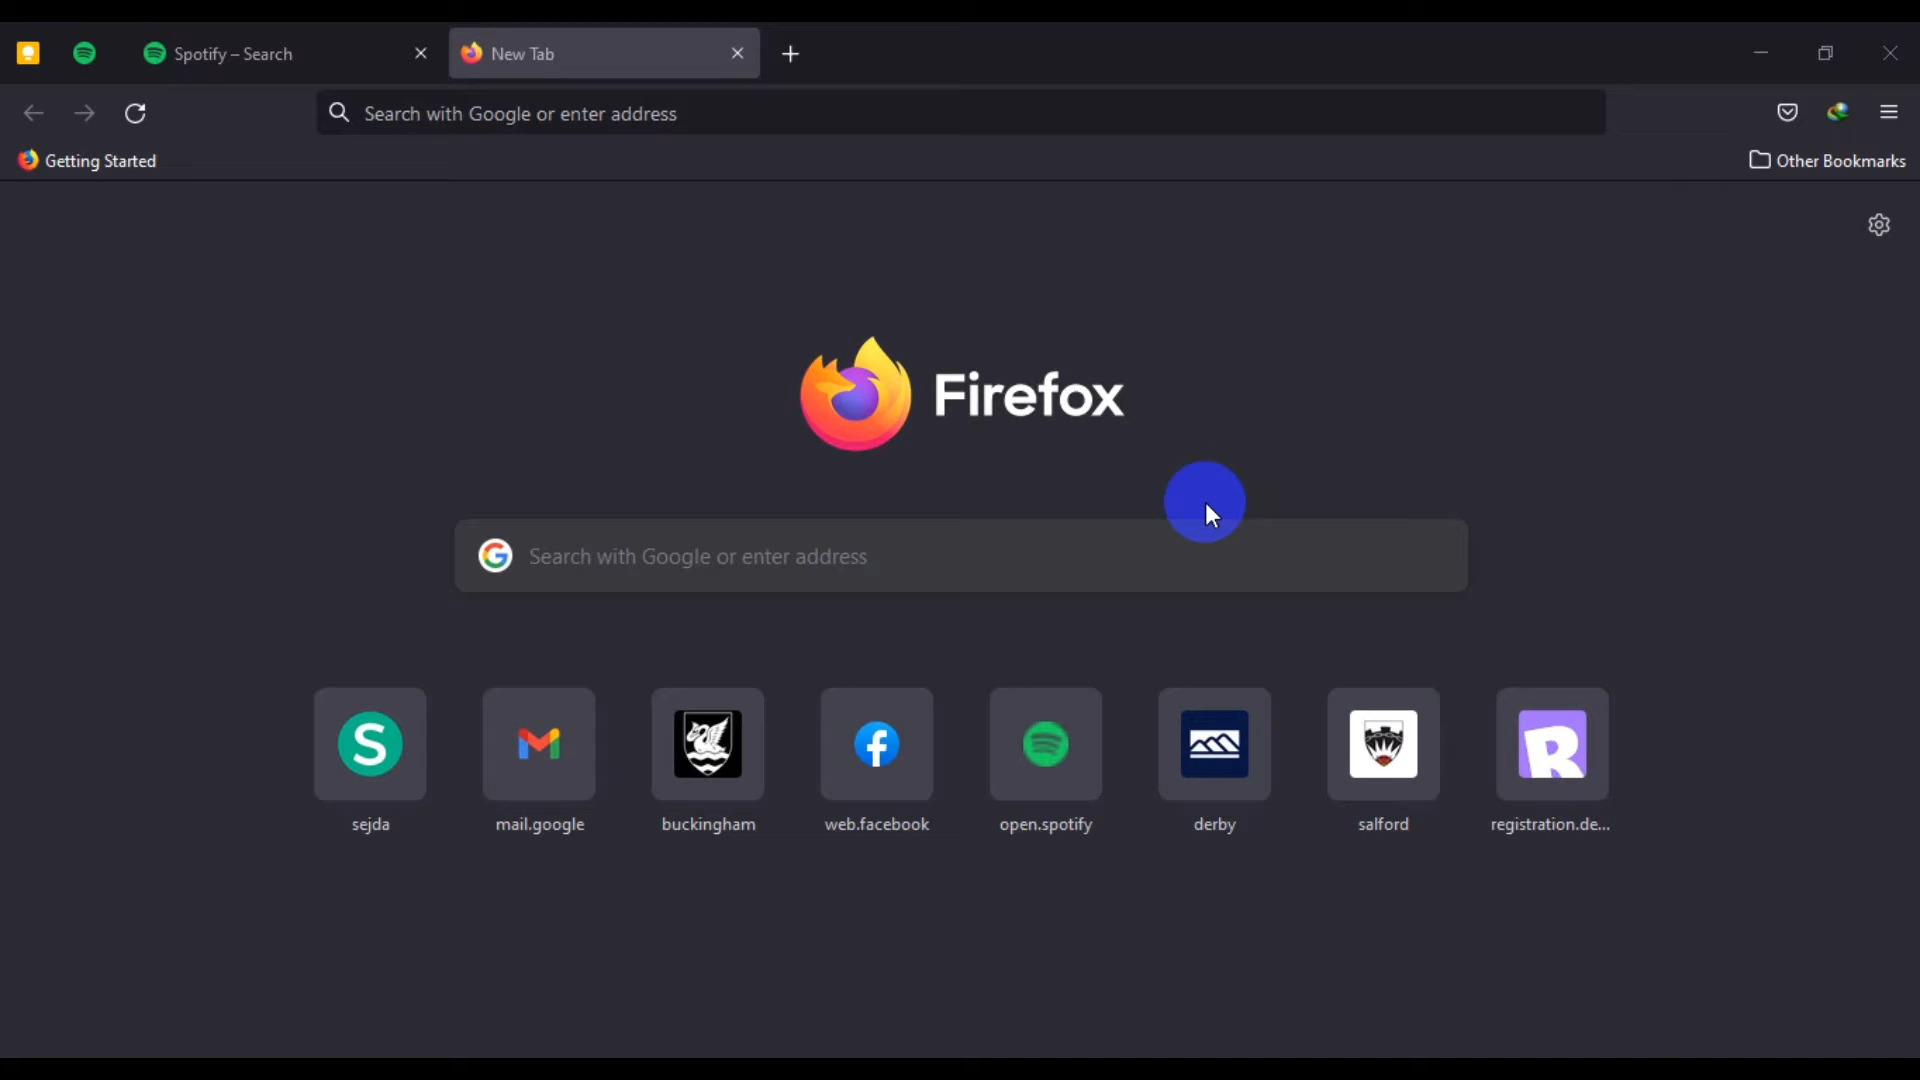 Spotify – Search
New Tab
Search with Google or enter address
Getting Started
Other Bookmarks
Firefox
Search with Google or enter address
sejda
mail.google
buckingham
web.facebook
open.spotify
derby
salford
registration.de...